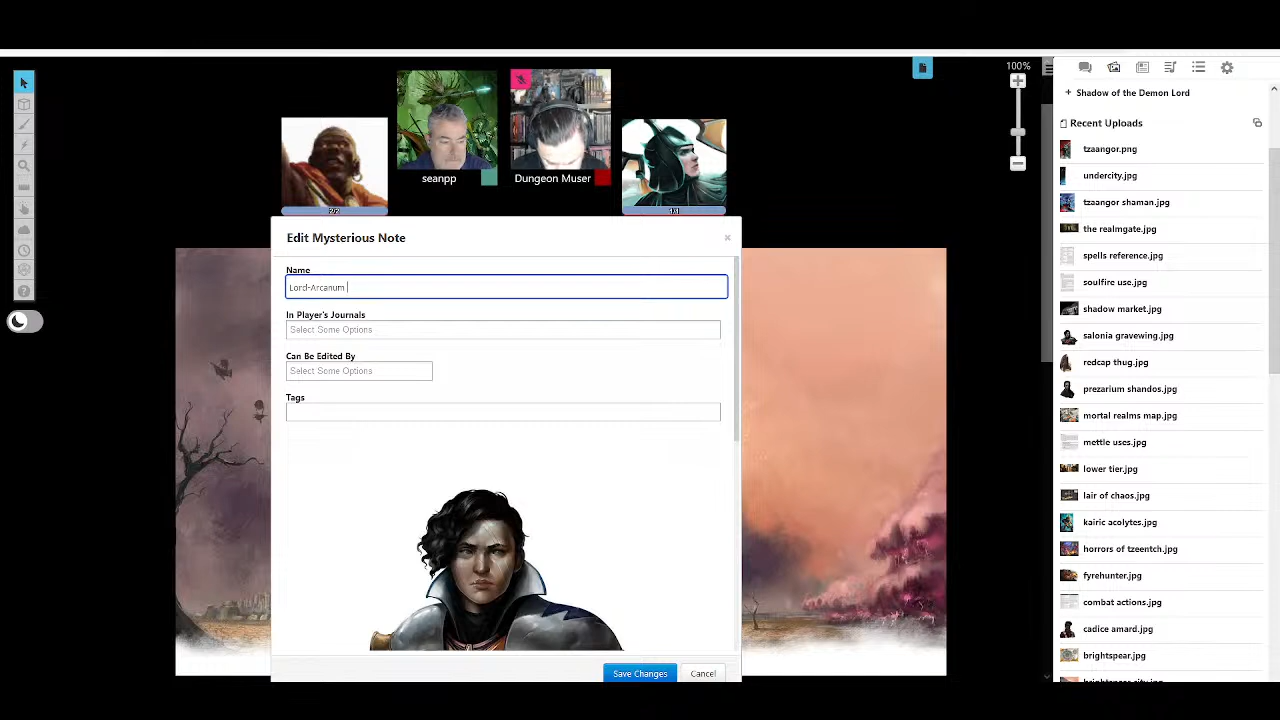 100%
seanpp
Dungeon Muser
2/2
1/1
Edit Mysterious Note
×
Name
Lord-Arcanum
In Player's Journals
Select Some Options
Can Be Edited By
Select Some Options
Tags
Save Changes
Cancel
+ Shadow of the Demon Lord
Recent Uploads
tzaangor.png
undercity.jpg
tzaangor shaman.jpg
the realmgate.jpg
spells reference.jpg
soulfire use.jpg
shadow market.jpg
salonia gravewing.jpg
redcap thug.jpg
prezarium shandos.jpg
mortal realms map.jpg
mettle uses.jpg
lower tier.jpg
lair of chaos.jpg
kairic acolytes.jpg
horrors of tzeentch.jpg
fyrehunter.jpg
combat actions.jpg
cadice amard.jpg
brightspear.jpg